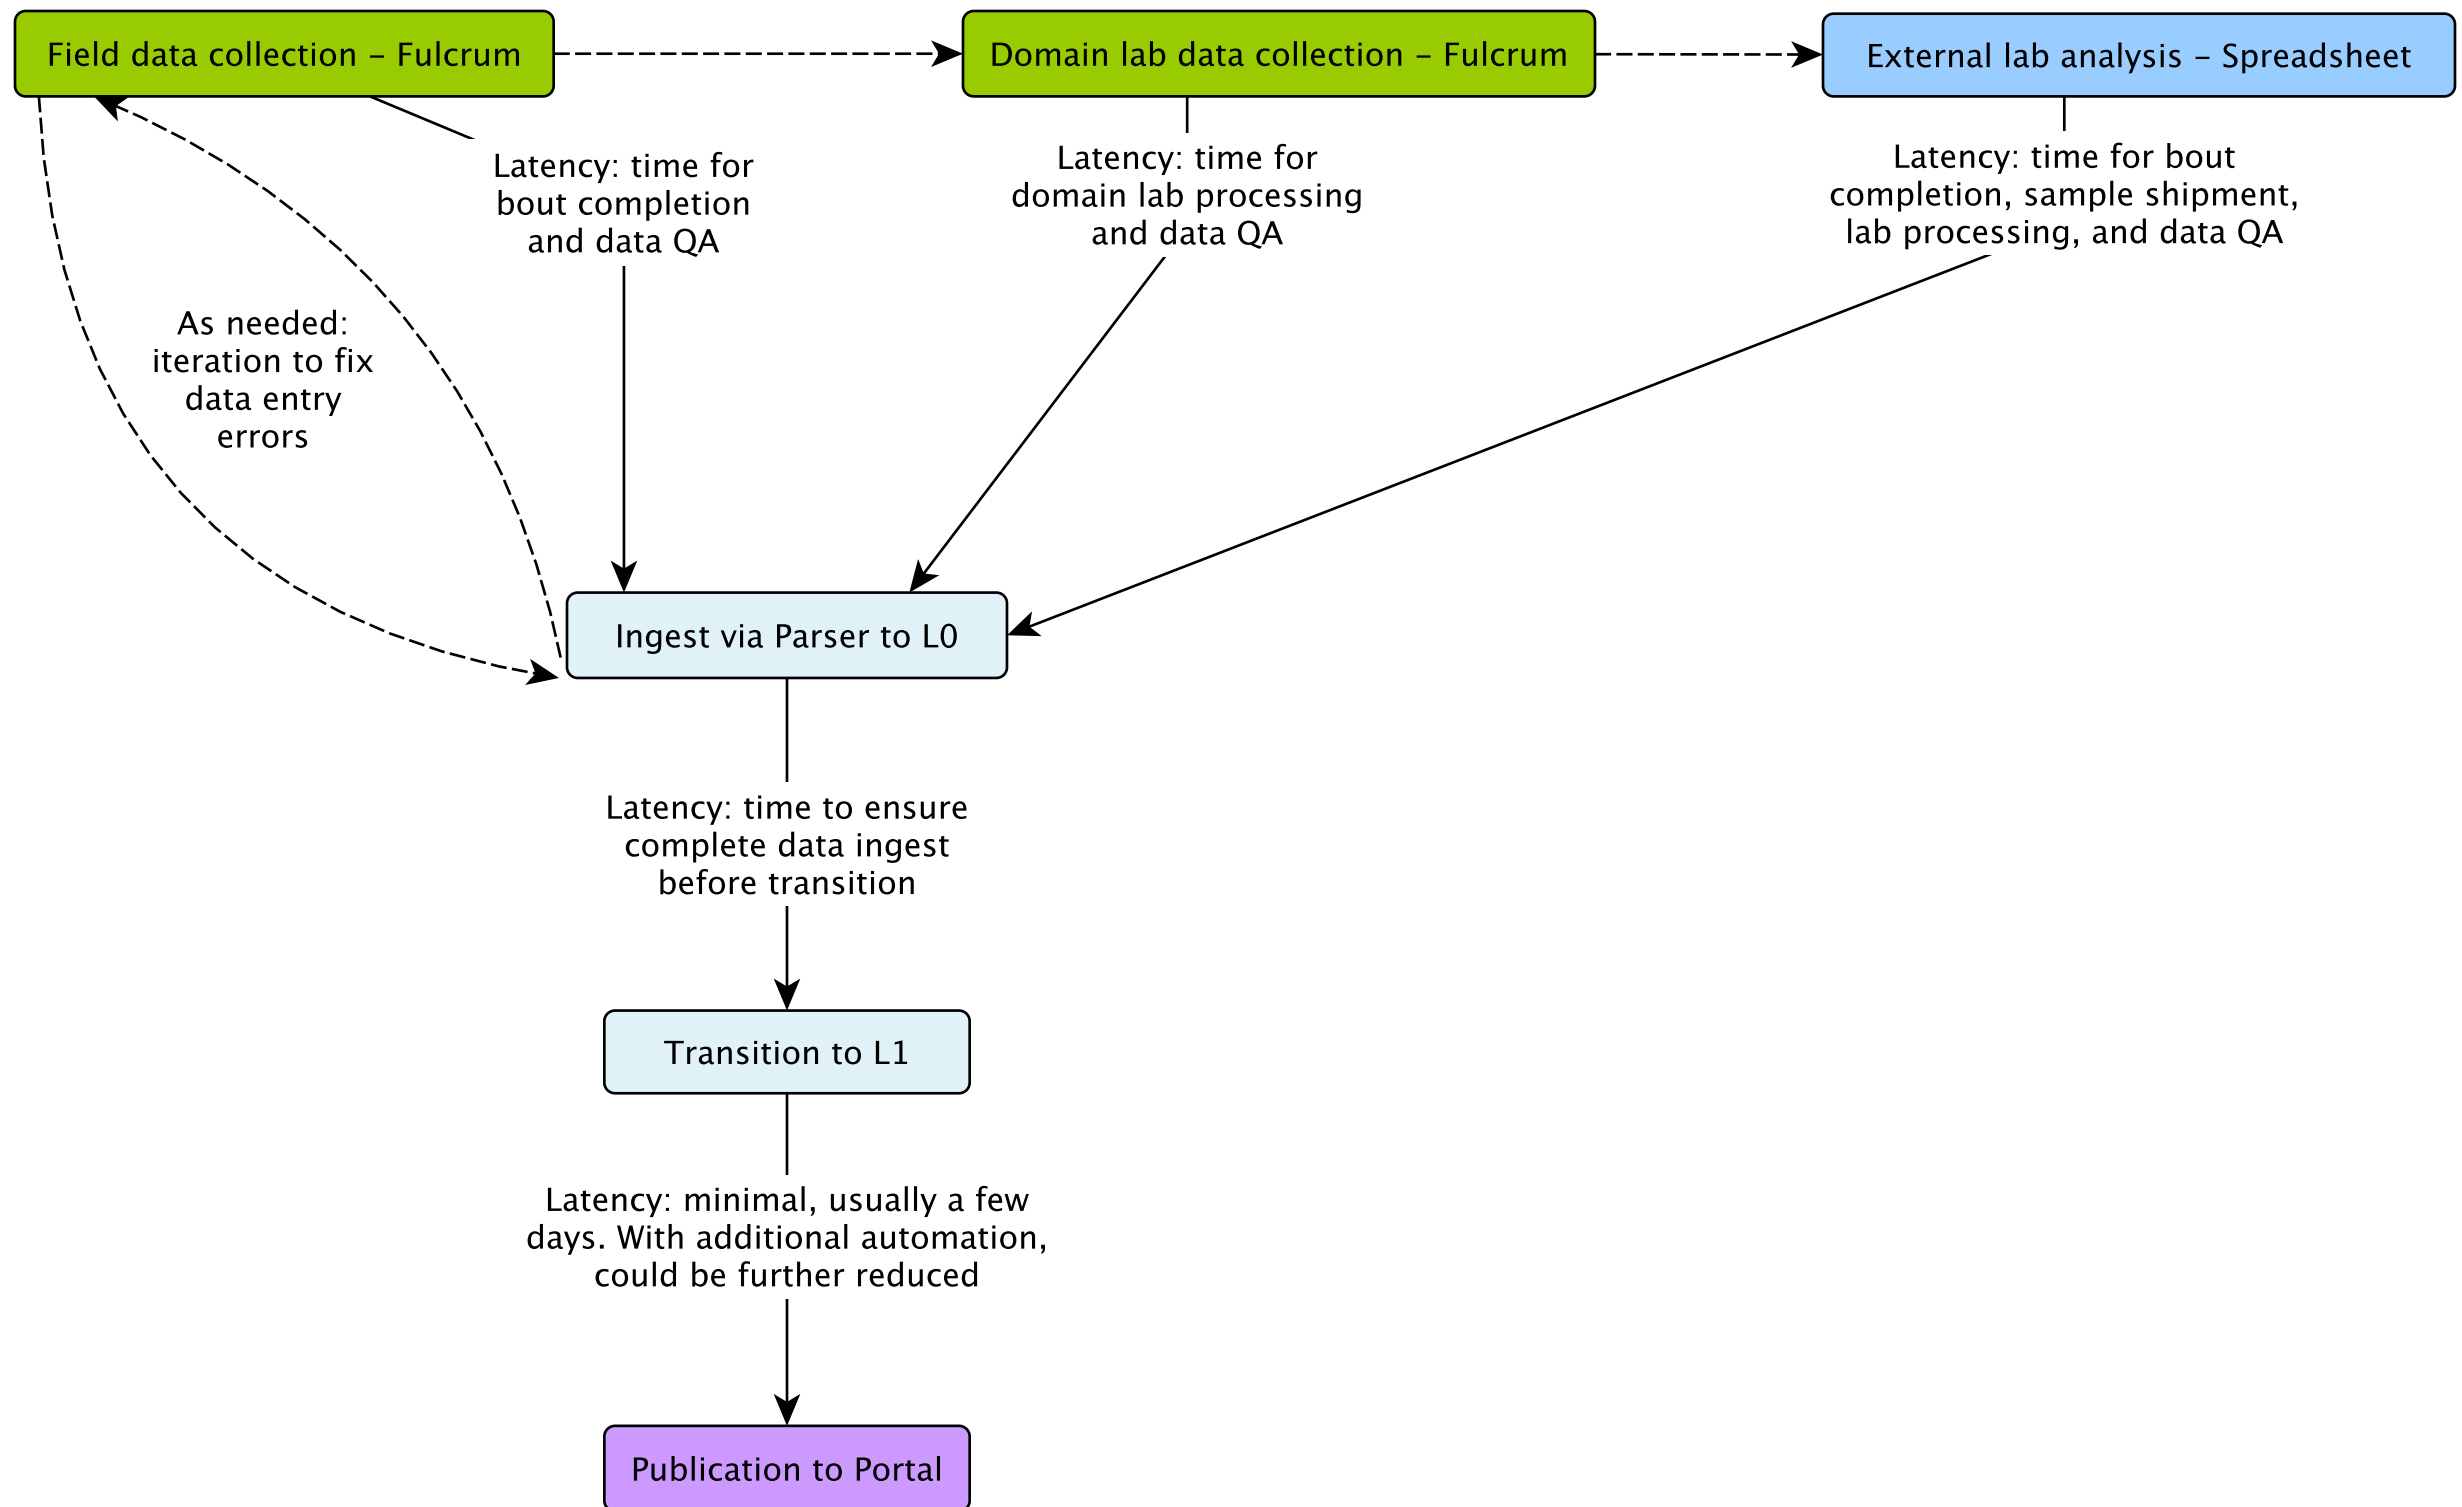 Field data collection – Fulcrum
Domain lab data collection – Fulcrum
External lab analysis – Spreadsheet
Latency: time for
bout completion
and data QA
Latency: time for
domain lab processing
and data QA
Latency: time for bout
completion, sample shipment,
lab processing, and data QA
As needed:
iteration to fix
data entry
errors
Ingest via Parser to L0
Latency: time to ensure
complete data ingest
before transition
Transition to L1
Latency: minimal, usually a few
days. With additional automation,
could be further reduced
Publication to Portal